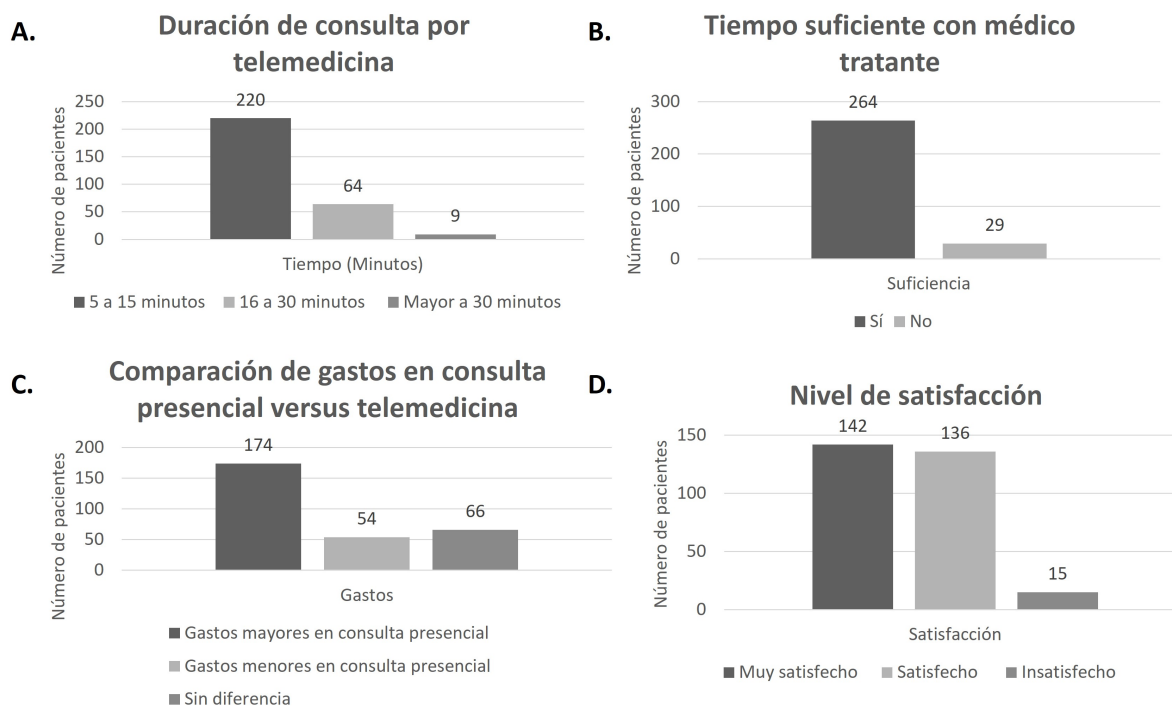 A.
Duración de consulta por
telemedicina
Número de pacientes
250
200
150
100
50
0
220
64
9
Tiempo (Minutos)
5 a 15 minutos 16 a 30 minutos Mayor a 30 minutos
B.
Tiempo suficiente con médico
tratante
Número de pacientes
300
200
100
0
264
29
Suficiencia
Sí No
C.
Comparación de gastos en consulta
presencial versus telemedicina
Número de pacientes
200
150
100
50
0
174
54
66
Gastos
Gastos mayores en consulta presencial
Gastos menores en consulta presencial
Sin diferencia
D.
Nivel de satisfacción
Número de pacientes
150
100
50
0
142
136
15
Satisfacción
Muy satisfecho Satisfecho Insatisfecho